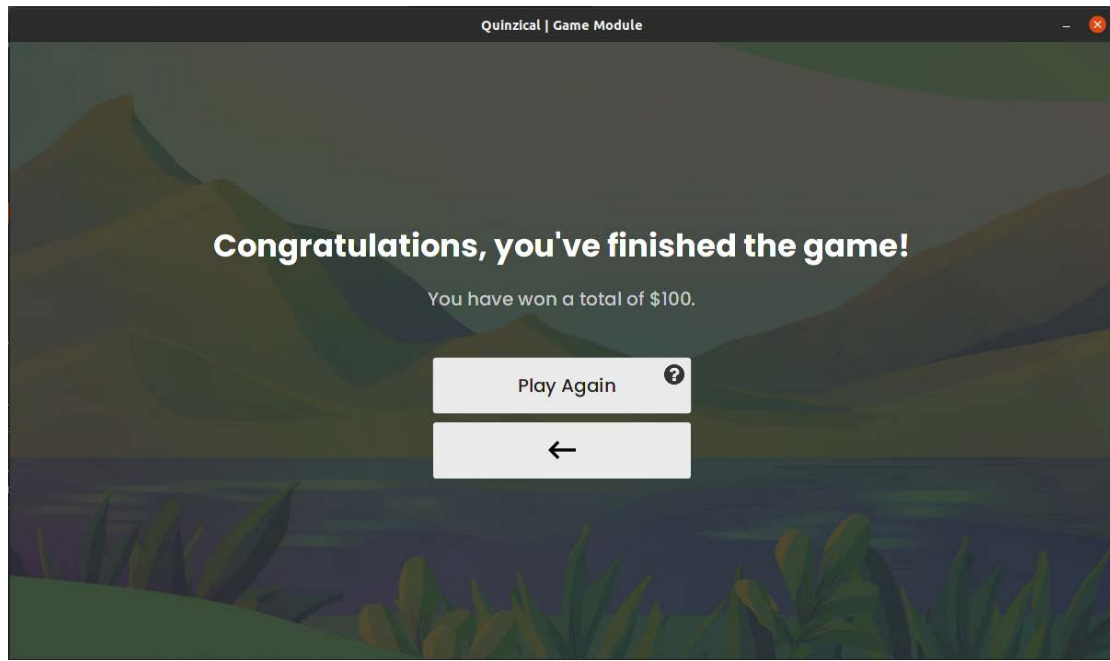 Quinzical | Game Module
Congratulations, you've finished the game!
You have won a total of $100.
Play Again
?
←